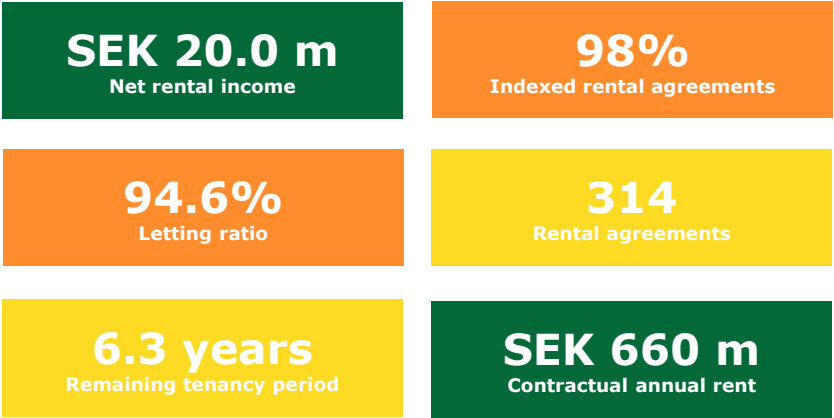 SEK 20.0 m
Net rental income
98%
Indexed rental agreements
94.6%
Letting ratio
314
Rental agreements
6.3 years
Remaining tenancy period
SEK 660 m
Contractual annual rent